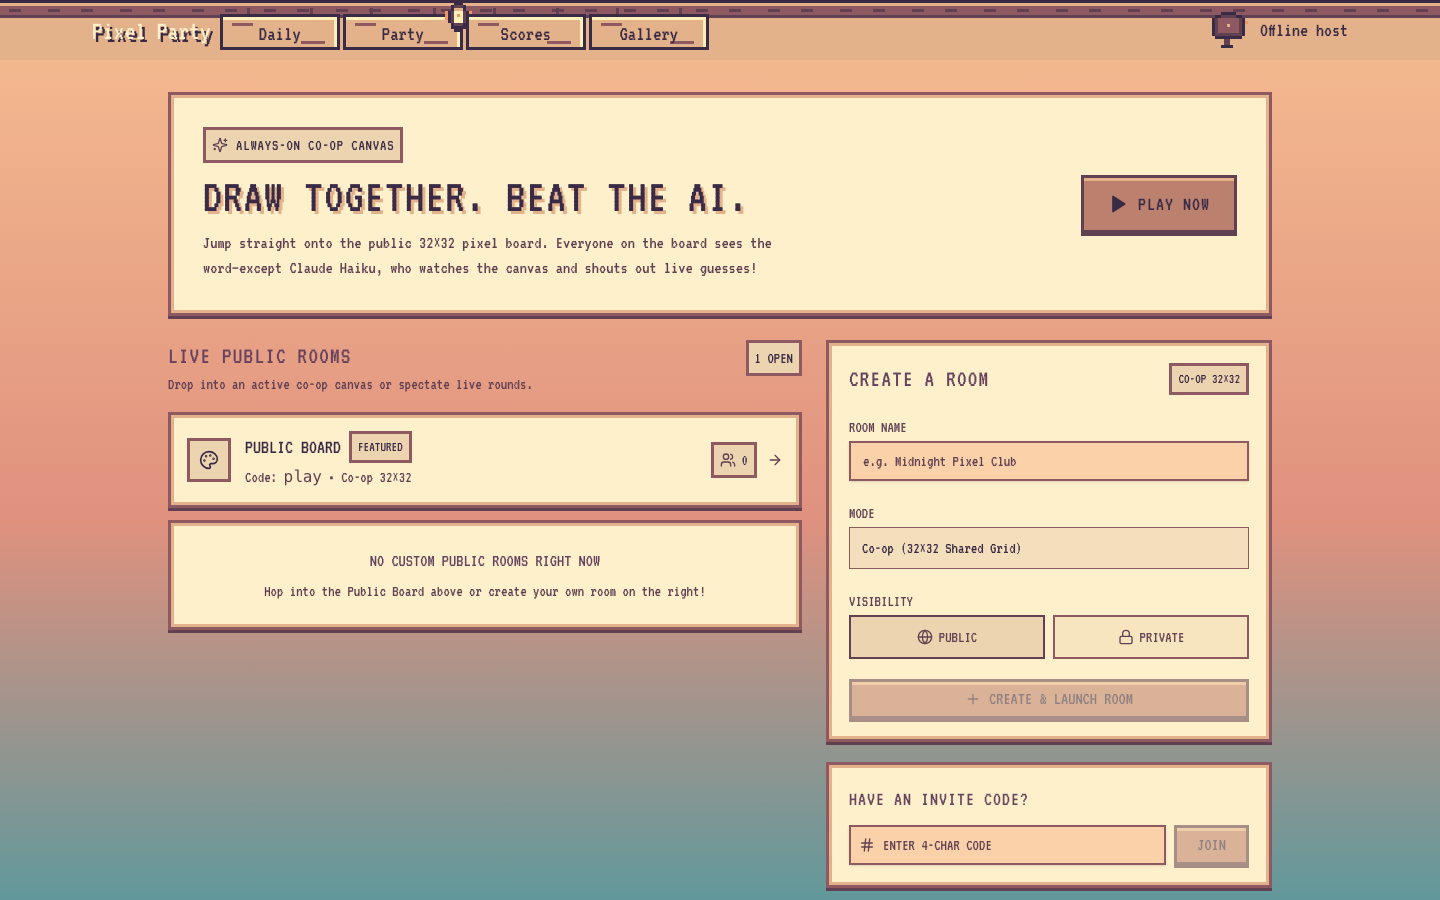 Pixel Party
Daily
Party
Scores
Gallery
Offline host
ALWAYS-ON CO-OP CANVAS
DRAW TOGETHER. BEAT THE AI.
Jump straight onto the public 32X32 pixel board. Everyone on the board sees the
word—except Claude Haiku, who watches the canvas and shouts out live guesses!
PLAY NOW
LIVE PUBLIC ROOMS
Drop into an active co-op canvas or spectate live rounds.
1 OPEN
PUBLIC BOARD
FEATURED
Code: play • Co-op 32X32
0
NO CUSTOM PUBLIC ROOMS RIGHT NOW
Hop into the Public Board above or create your own room on the right!
CREATE A ROOM
CO-OP 32X32
ROOM NAME
e.g. Midnight Pixel Club
MODE
Co-op (32X32 Shared Grid)
VISIBILITY
PUBLIC
PRIVATE
CREATE & LAUNCH ROOM
HAVE AN INVITE CODE?
ENTER 4-CHAR CODE
JOIN